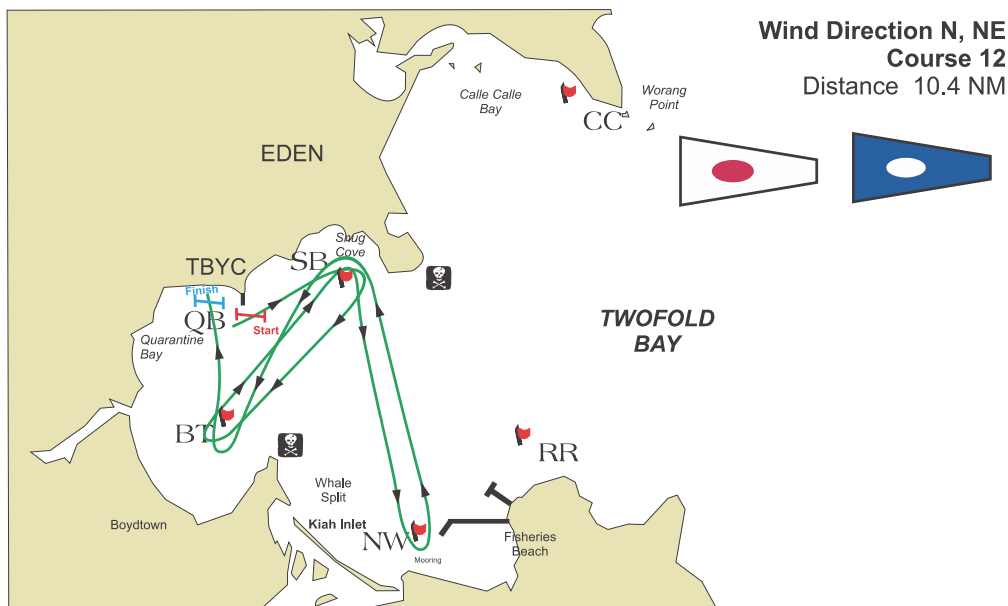 Wind Direction N, NE
Course 12
Distance 10.4 NM
Calle Calle
Bay
Worang
Point
CC
EDEN
Snug
Cove
SB
TBYC
Finish
QB
Start
Quarantine
Bay
TWOFOLD
BAY
BT
RR
Whale
Split
Kiah Inlet
Boydtown
NW
Fisheries
Beach
Mooring